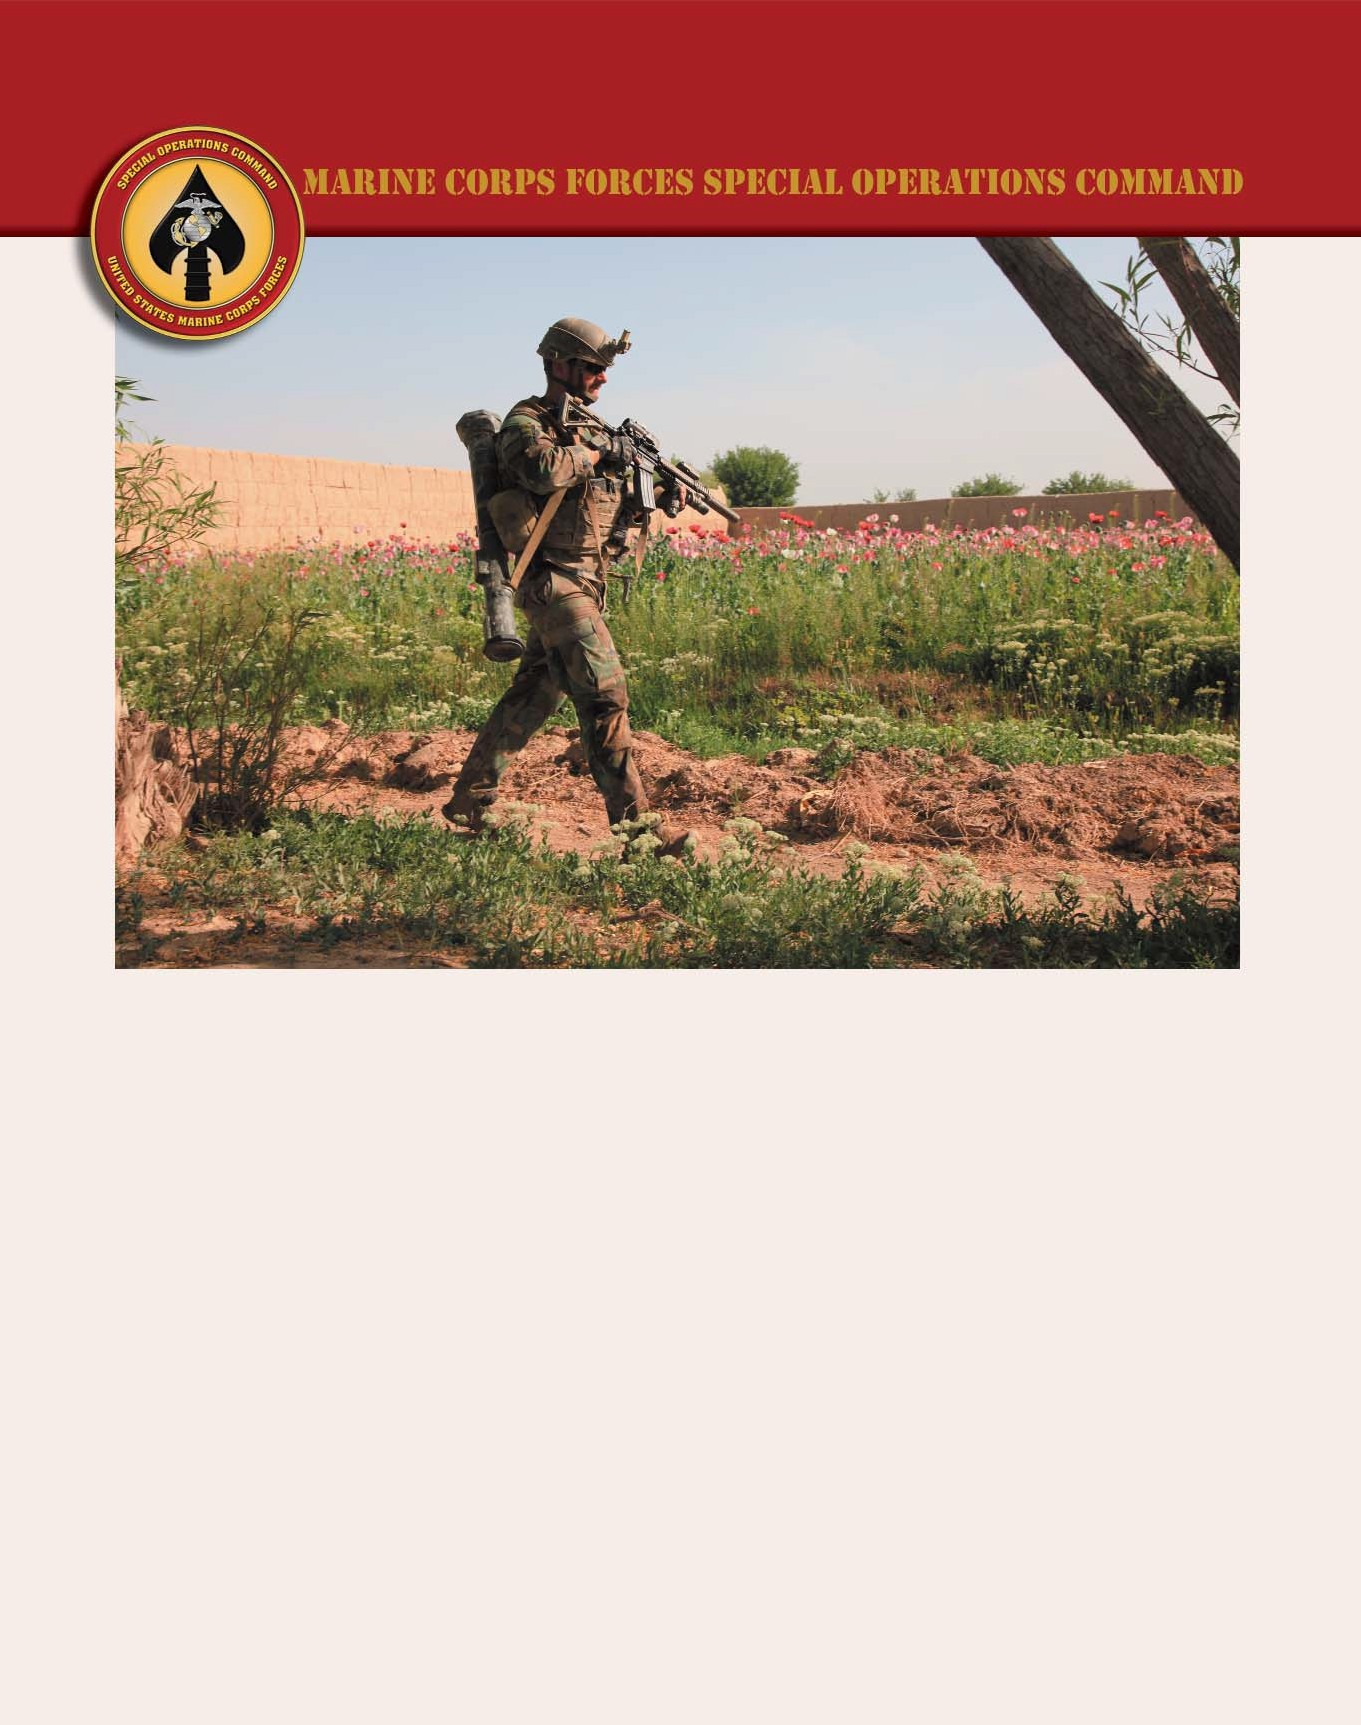 MARINE CORPS FORCES SPECIAL OPERATIONS COMMAND
SPECIAL OPERATIONS COMMAND
UNITED STATES MARINE CORPS FORCES